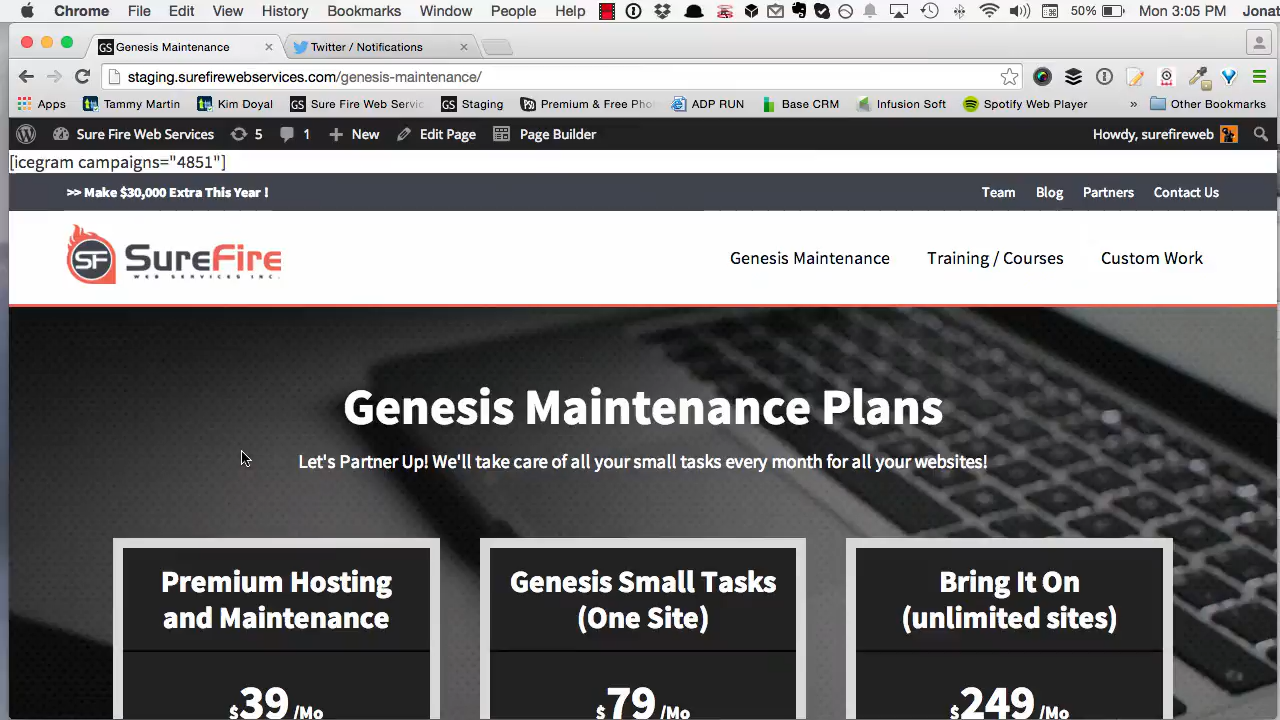 Chrome File Edit View History Bookmarks Window People Help 50% Mon 3:05 PM Jonat
Genesis Maintenance Twitter / Notifications
staging.surefirewebservices.com/genesis-maintenance/
Apps Tammy Martin Kim Doyal Sure Fire Web Servic Staging Premium & Free Pho ADP RUN Base CRM Infusion Soft Spotify Web Player » Other Bookmarks
Sure Fire Web Services 5 1 New Edit Page Page Builder Howdy, surefireweb
[icegram campaigns="4851"]
>> Make $30,000 Extra This Year ! Team Blog Partners Contact Us
SF SureFire
WEB SERVICES INC.
Genesis Maintenance Training / Courses Custom Work
Genesis Maintenance Plans
Let's Partner Up! We'll take care of all your small tasks every month for all your websites!
Premium Hosting
and Maintenance
$39 /Mo
Genesis Small Tasks
(One Site)
$79 /Mo
Bring It On
(unlimited sites)
$249 /Mo